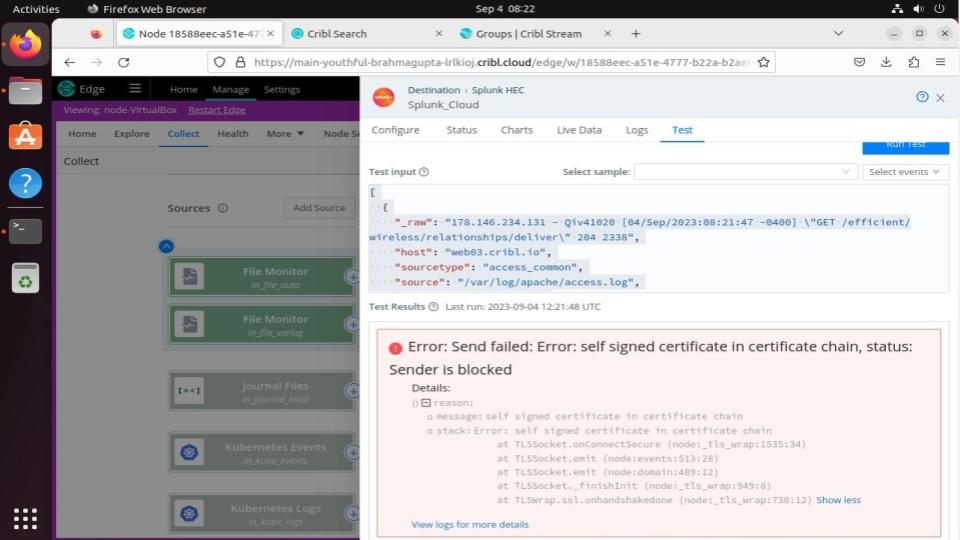 Activities
Firefox Web Browser
Sep 4 08:22
Node 18588eec-a51e-477
Cribl Search
Groups | Cribl Stream
https://main-youthful-brahmagupta-lrlkioj.cribl.cloud/edge/w/18588eec-a51e-4777-b22a-b2ae
Edge
Home
Manage
Settings
Viewing: node-VirtualBox
Restart Edge
Home
Explore
Collect
Health
More
Node Se
Collect
Sources
Add Source
File Monitor
in_file_auto
File Monitor
in_file_varlog
Journal Files
in_journal_local
Kubernetes Events
in_kube_events
Kubernetes Logs
in_kube_logs
Destination › Splunk HEC
Splunk_Cloud
Configure
Status
Charts
Live Data
Logs
Test
Run Test
Test input
Select sample:
Select events
[
{
"_raw": "178.146.234.131 - Qiv41020 [04/Sep/2023:08:21:47 -0400] \"GET /efficient/
wireless/relationships/deliver\" 204 2338",
"host": "web03.cribl.io",
"sourcetype": "access_common",
"source": "/var/log/apache/access.log",
Test Results
Last run: 2023-09-04 12:21:48 UTC
Error: Send failed: Error: self signed certificate in certificate chain, status:
Sender is blocked
Details:
{} reason:
α message: self signed certificate in certificate chain
α stack: Error: self signed certificate in certificate chain
at TLSSocket.onConnectSecure (node:_tls_wrap:1535:34)
at TLSSocket.emit (node:events:513:28)
at TLSSocket.emit (node:domain:489:12)
at TLSSocket._finishInit (node:_tls_wrap:949:8)
at TLSWrap.ssl.onhandshakedone (node:_tls_wrap:730:12) Show less
View logs for more details